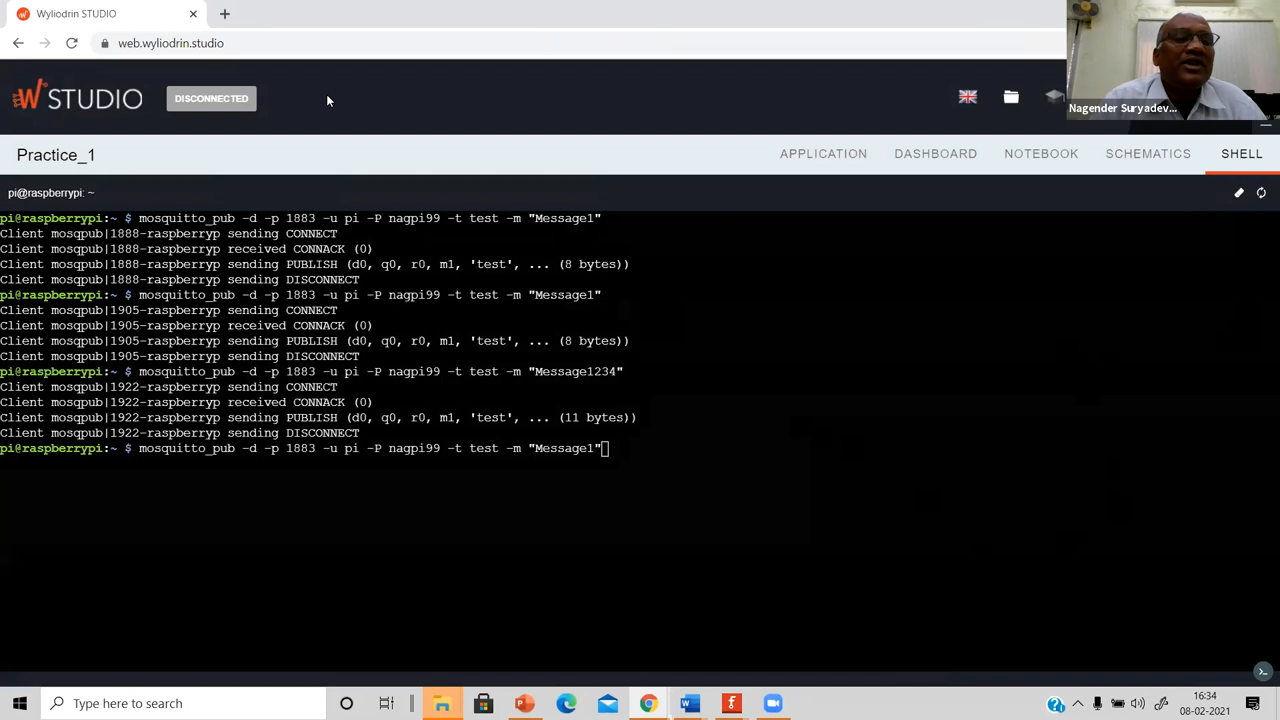 Wyliodrin STUDIO
web.wyliodrin.studio
STUDIO
DISCONNECTED
Nagender Suryadev...
Practice_1
APPLICATION
DASHBOARD
NOTEBOOK
SCHEMATICS
SHELL
pi@raspberrypi: ~
pi@raspberrypi:~ $ mosquitto_pub -d -p 1883 -u pi -P nagpi99 -t test -m "Message1"
Client mosqpub|1888-raspberryp sending CONNECT
Client mosqpub|1888-raspberryp received CONNACK (0)
Client mosqpub|1888-raspberryp sending PUBLISH (d0, q0, r0, m1, 'test', ... (8 bytes))
Client mosqpub|1888-raspberryp sending DISCONNECT
pi@raspberrypi:~ $ mosquitto_pub -d -p 1883 -u pi -P nagpi99 -t test -m "Message1"
Client mosqpub|1905-raspberryp sending CONNECT
Client mosqpub|1905-raspberryp received CONNACK (0)
Client mosqpub|1905-raspberryp sending PUBLISH (d0, q0, r0, m1, 'test', ... (8 bytes))
Client mosqpub|1905-raspberryp sending DISCONNECT
pi@raspberrypi:~ $ mosquitto_pub -d -p 1883 -u pi -P nagpi99 -t test -m "Message1234"
Client mosqpub|1922-raspberryp sending CONNECT
Client mosqpub|1922-raspberryp received CONNACK (0)
Client mosqpub|1922-raspberryp sending PUBLISH (d0, q0, r0, m1, 'test', ... (11 bytes))
Client mosqpub|1922-raspberryp sending DISCONNECT
pi@raspberrypi:~ $ mosquitto_pub -d -p 1883 -u pi -P nagpi99 -t test -m "Message1"
Type here to search
16:34
08-02-2021